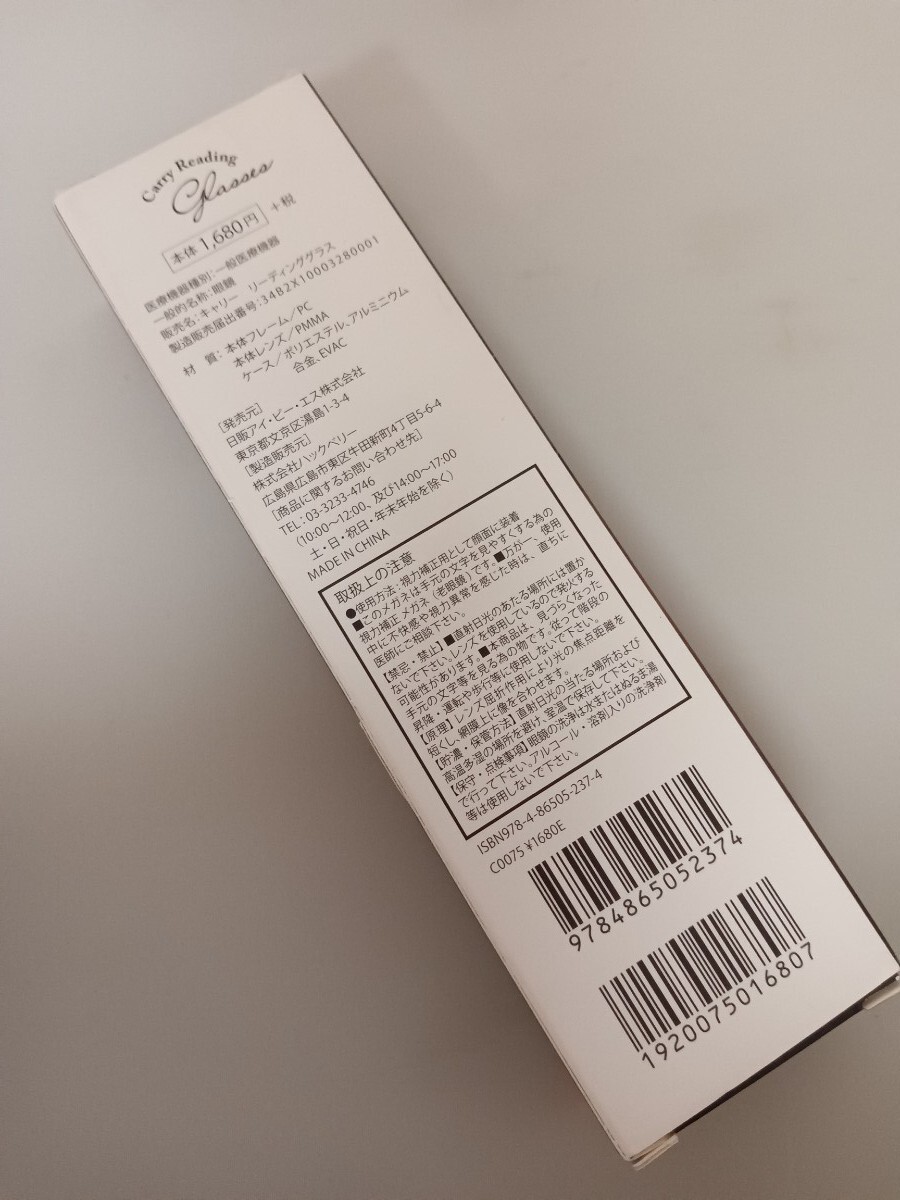 Carry Reading
Glasses
本体 1,680円 +税
医療機器種別：一般医療機器
一般的名称：眼鏡
販売名：キャリー　リーディンググラス
製造販売届出番号：34B2X10003280001
材　質：本体フレーム／PC
本体レンズ／PMMA
ケース／ポリエステル、アルミニウム
合金、EVAC
[発売元]
日販アイ・ピー・エス株式会社
東京都文京区湯島1-3-4
[製造販売元]
株式会社ハックベリー
広島県広島市東区牛田新町4丁目5-6-4
[商品に関するお問い合わせ先]
TEL：03-3233-4746
(10:00～12:00、及び14:00～17:00
土・日・祝日・年末年始を除く)
MADE IN CHINA
取扱上の注意
●使用方法：視力補正用として顔面に装着
■このメガネは手元の文字を見やすくする為の
視力補正メガネ（老眼鏡）です。■万が一、使用
中に不快感や視力異常を感じた時は、直ちに
医師にご相談下さい。
【禁忌・禁止】■直射日光のあたる場所には置か
ないで下さい。レンズを使用しているので発火する
可能性があります。■本商品は、見づらくなった
手元の文字等を見る為の物です。従って階段の
昇降・運転や歩行等に使用しないで下さい。
【原理】レンズ屈折作用により光の焦点距離を
短くし、網膜上に像を合わせます。
【貯濃・保管方法】直射日光の当たる場所および
高温多湿の場所を避け、室温で保存して下さい。
【保守・点検事項】眼鏡の洗浄は水またはぬるま湯
で行って下さい。アルコール・溶剤入りの洗浄剤
等は使用しないで下さい。
ISBN978-4-86505-237-4
C0075 ¥1680E
9784865052374
1920075016807